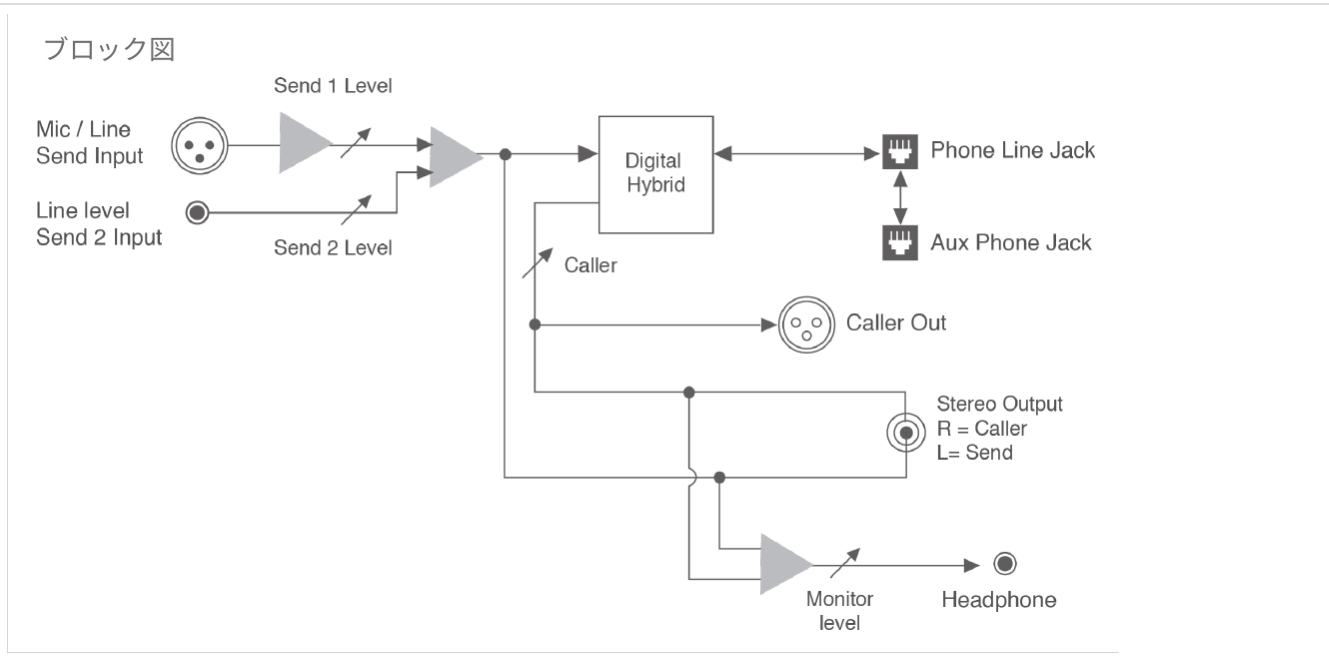 ブロック図
Send 1 Level
Mic / Line
Send Input
Line level
Send 2 Input
Send 2 Level
Digital
Hybrid
Phone Line Jack
Aux Phone Jack
Caller
Caller Out
Stereo Output
R = Caller
L= Send
Monitor
level
Headphone